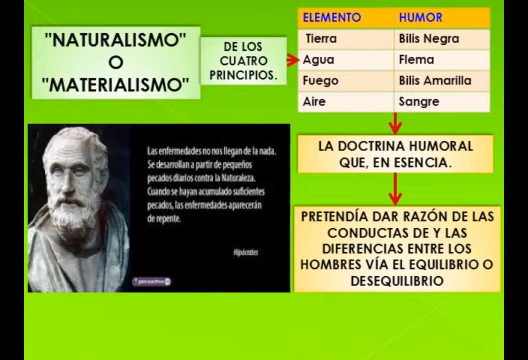 "NATURALISMO"
O
"MATERIALISMO"
DE LOS
CUATRO
PRINCIPIOS.
ELEMENTO HUMOR
Tierra Bilis Negra
Agua Flema
Fuego Bilis Amarilla
Aire Sangre
LA DOCTRINA HUMORAL
QUE, EN ESENCIA.
PRETENDÍA DAR RAZÓN DE LAS
CONDUCTAS DE Y LAS
DIFERENCIAS ENTRE LOS
HOMBRES VÍA EL EQUILIBRIO O
DESEQUILIBRIO
Las enfermedades no nos llegan de la nada.
Se desarrollan a partir de pequeños
pecados diarios contra la Naturaleza.
Cuando se hayan acumulado suficientes
pecados, las enfermedades aparecerán
de repente.
Hipócrates